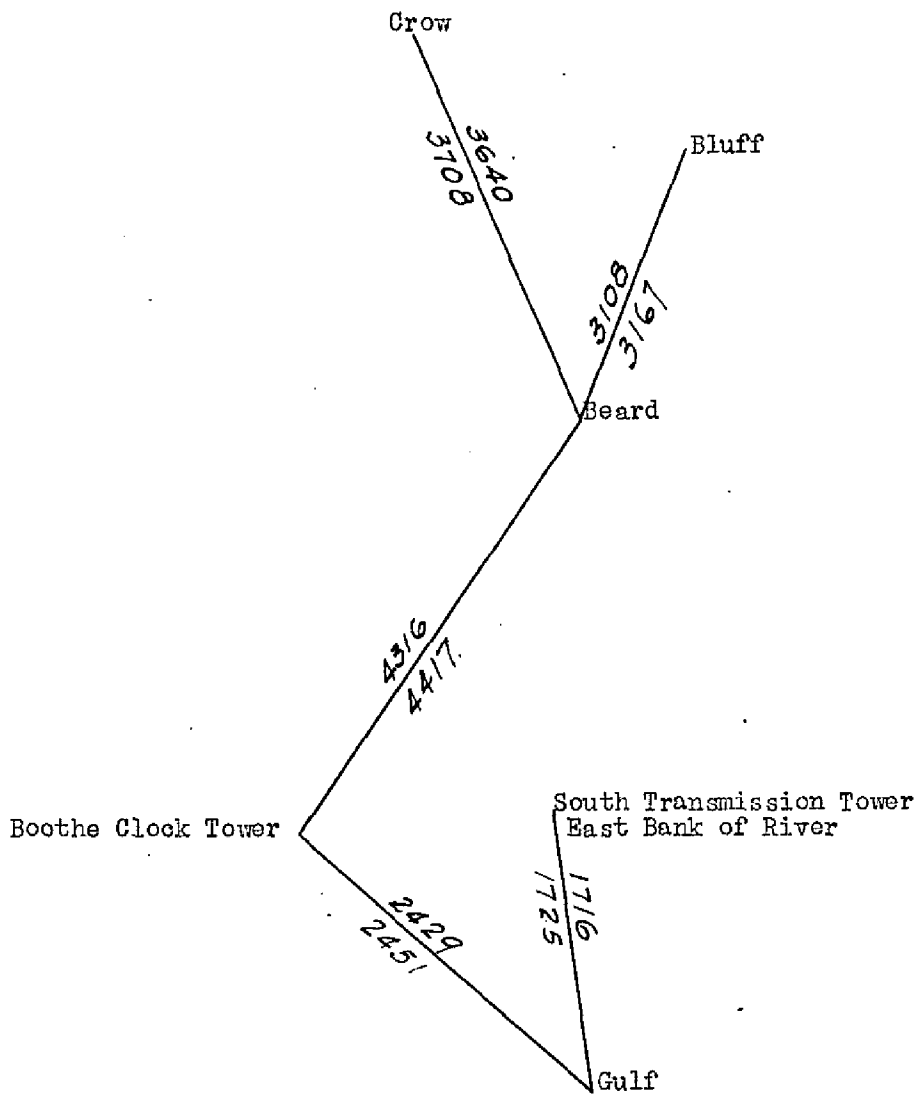 Crow
3640
3708
Bluff
3108
3167
Beard
4316
4417.
South Transmission Tower
East Bank of River
Boothe Clock Tower
1716
1725
2429
2451
Gulf